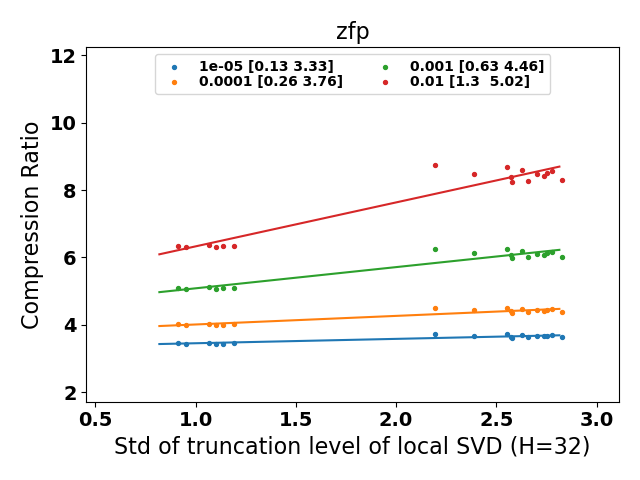 zfp
1e-05 [0.13 3.33]
0.0001 [0.26 3.76]
0.001 [0.63 4.46]
0.01 [1.3  5.02]
Compression Ratio
12
10
8
6
4
2
0.5 1.0 1.5 2.0 2.5 3.0
Std of truncation level of local SVD (H=32)